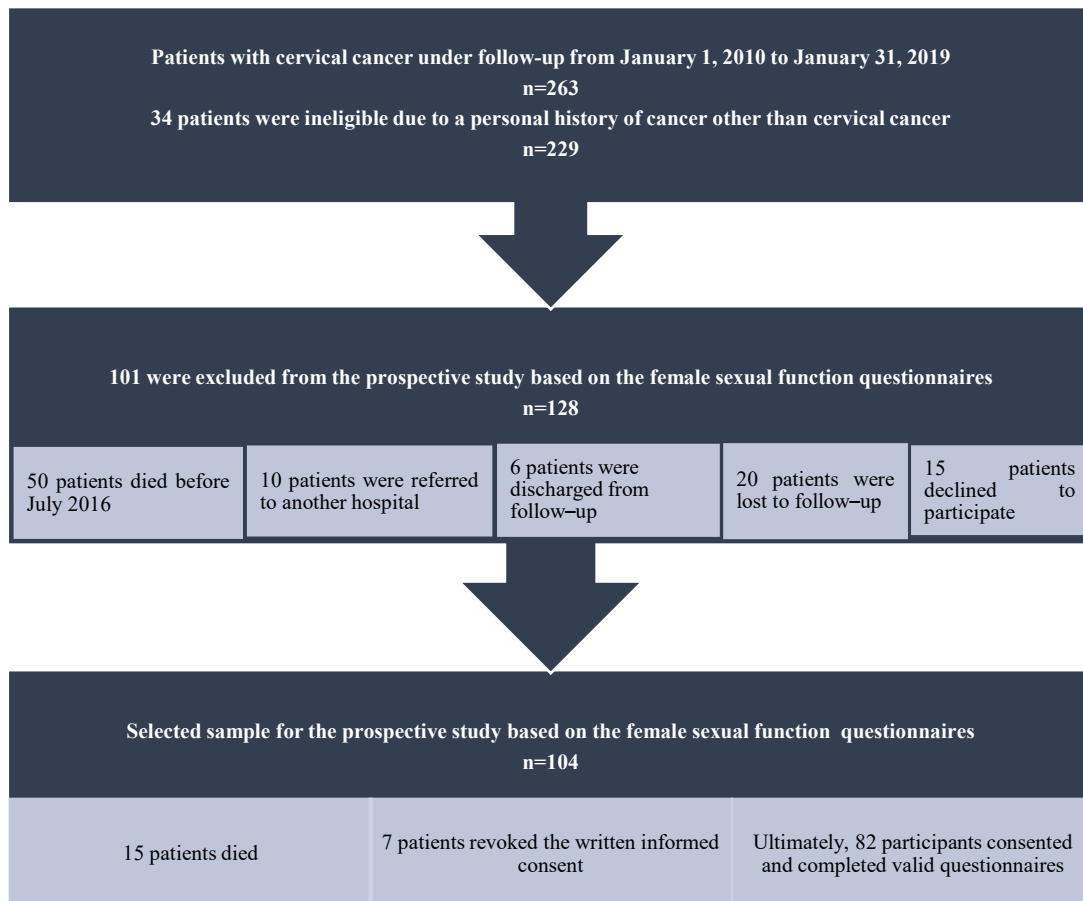 Patients with cervical cancer under follow-up from January 1, 2010 to January 31, 2019
n=263
34 patients were ineligible due to a personal history of cancer other than cervical cancer
n=229
101 were excluded from the prospective study based on the female sexual function questionnaires
n=128
50 patients died before
July 2016
10 patients were referred
to another hospital
6 patients were
discharged from
follow–up
20 patients were
lost to follow–up
15 patients
declined to
participate
Selected sample for the prospective study based on the female sexual function questionnaires
n=104
15 patients died
7 patients revoked the written informed
consent
Ultimately, 82 participants consented
and completed valid questionnaires